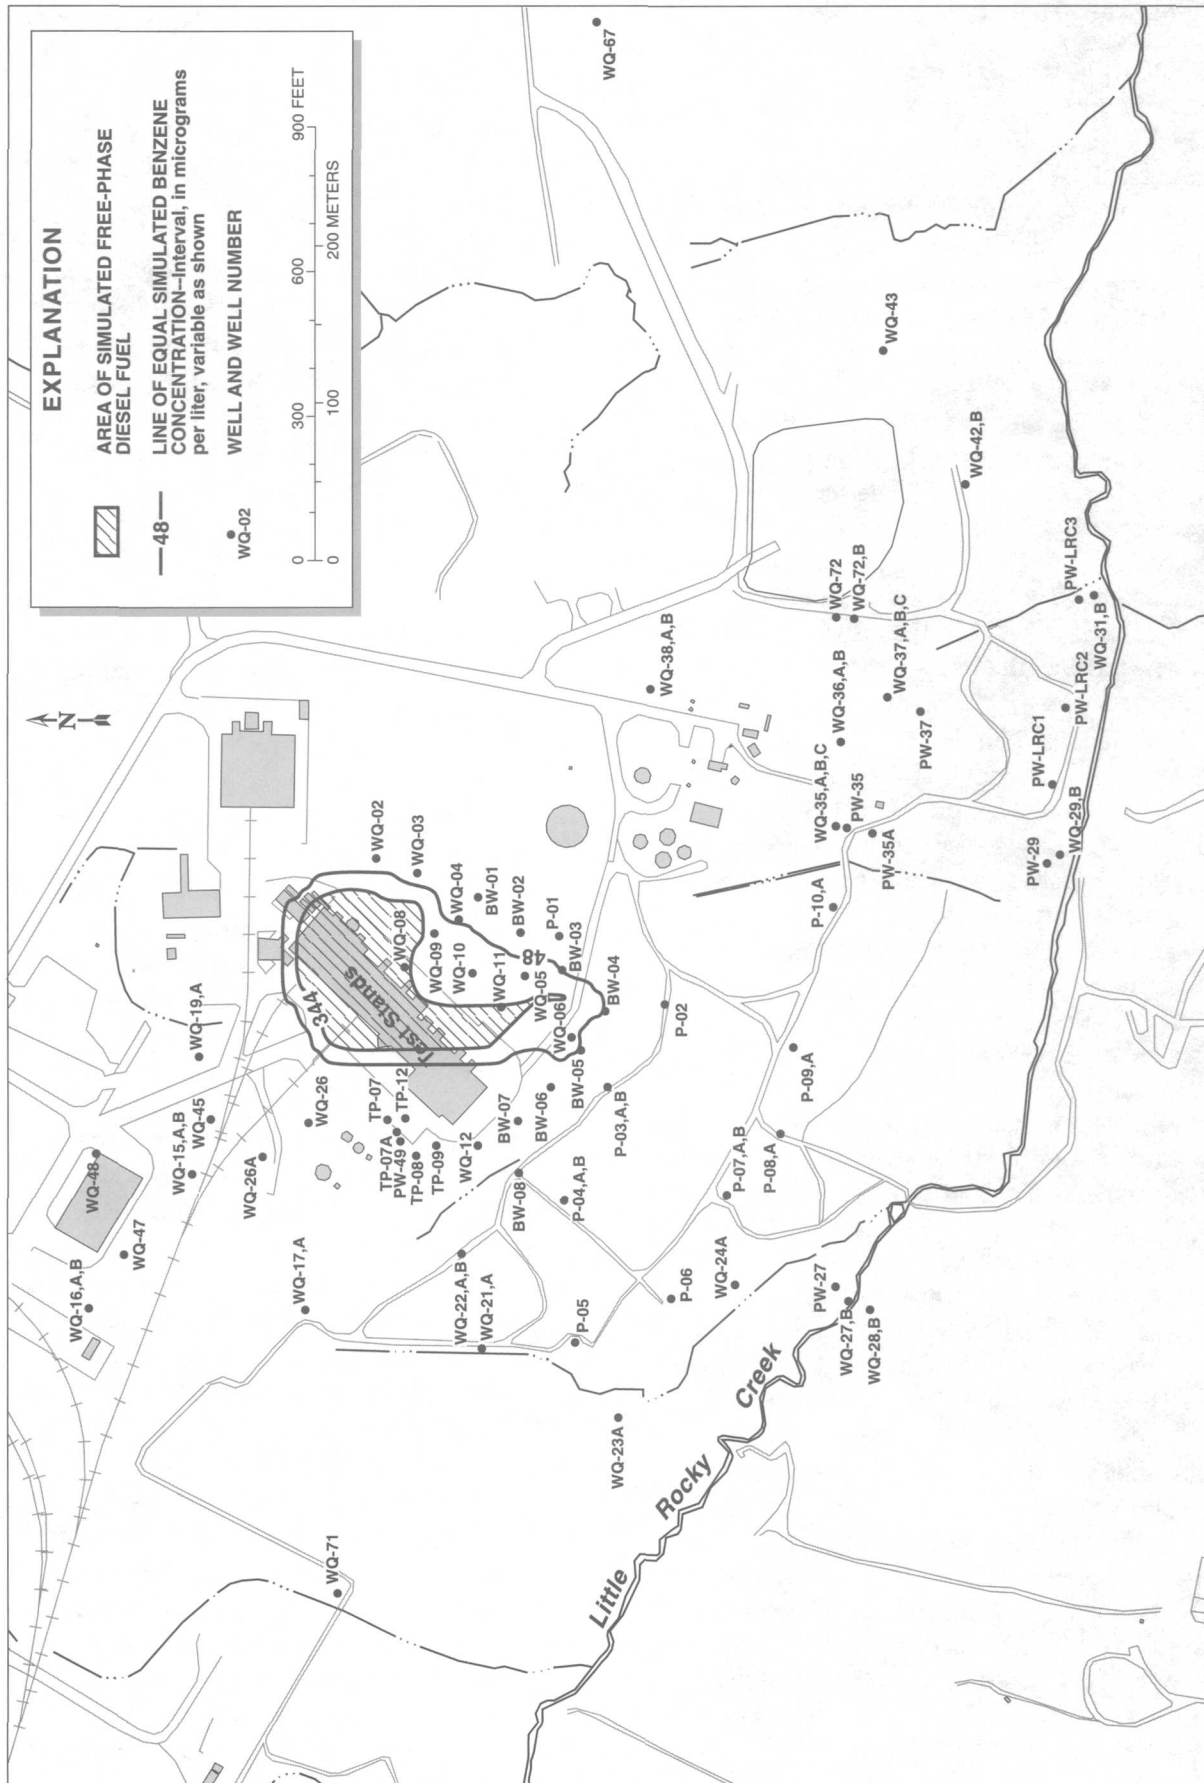 EXPLANATION
AREA OF SIMULATED FREE-PHASE
DIESEL FUEL
—48—
LINE OF EQUAL SIMULATED BENZENE
CONCENTRATION--Interval, in micrograms
per liter, variable as shown
WQ-02
WELL AND WELL NUMBER
0
300
600
900 FEET
0
100
200 METERS
N
WQ-67
WQ-16,A,B
WQ-47
WQ-48
WQ-15,A,B
WQ-45
WQ-19,A
WQ-26A
WQ-26
WQ-17,A
WQ-71
344
Test Stands
WQ-02
WQ-03
WQ-04
WQ-08
WQ-09
WQ-10
WQ-11
BW-01
BW-02
P-01
48
WQ-05
WQ-06
BW-03
BW-04
BW-05
BW-06
BW-07
BW-08
TP-07
TP-12
TP-07A
PW-49
TP-08
TP-09
WQ-12
WQ-22,A,B
WQ-21,A
P-04,A,B
P-05
P-03,A,B
P-02
P-06
WQ-23A
WQ-24A
P-07,A,B
P-08,A
P-09,A
P-10,A
WQ-38,A,B
WQ-35,A,B,C
PW-35
PW-35A
WQ-36,A,B
WQ-72
WQ-72,B
WQ-37,A,B,C
PW-37
WQ-43
WQ-42,B
PW-27
WQ-27,B
WQ-28,B
PW-29
WQ-29,B
PW-LRC1
PW-LRC2
PW-LRC3
WQ-31,B
Little Rocky Creek